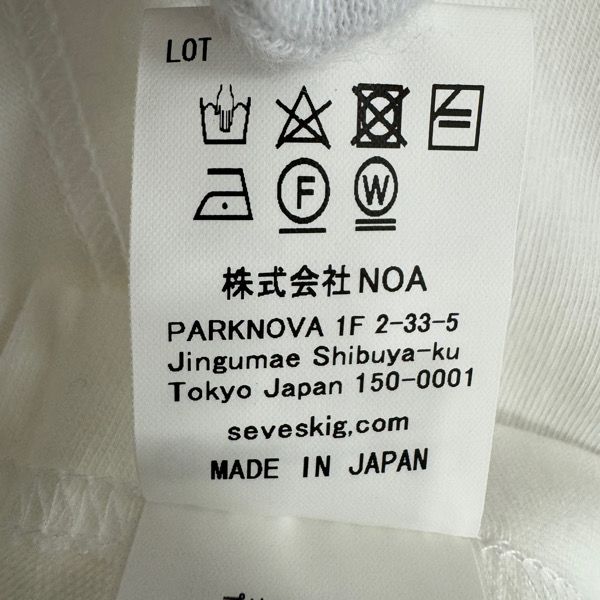 LOT
F W
株式会社NOA
PARKNOVA 1F 2-33-5
Jingumae Shibuya-ku
Tokyo Japan 150-0001
seveskig.com
MADE IN JAPAN